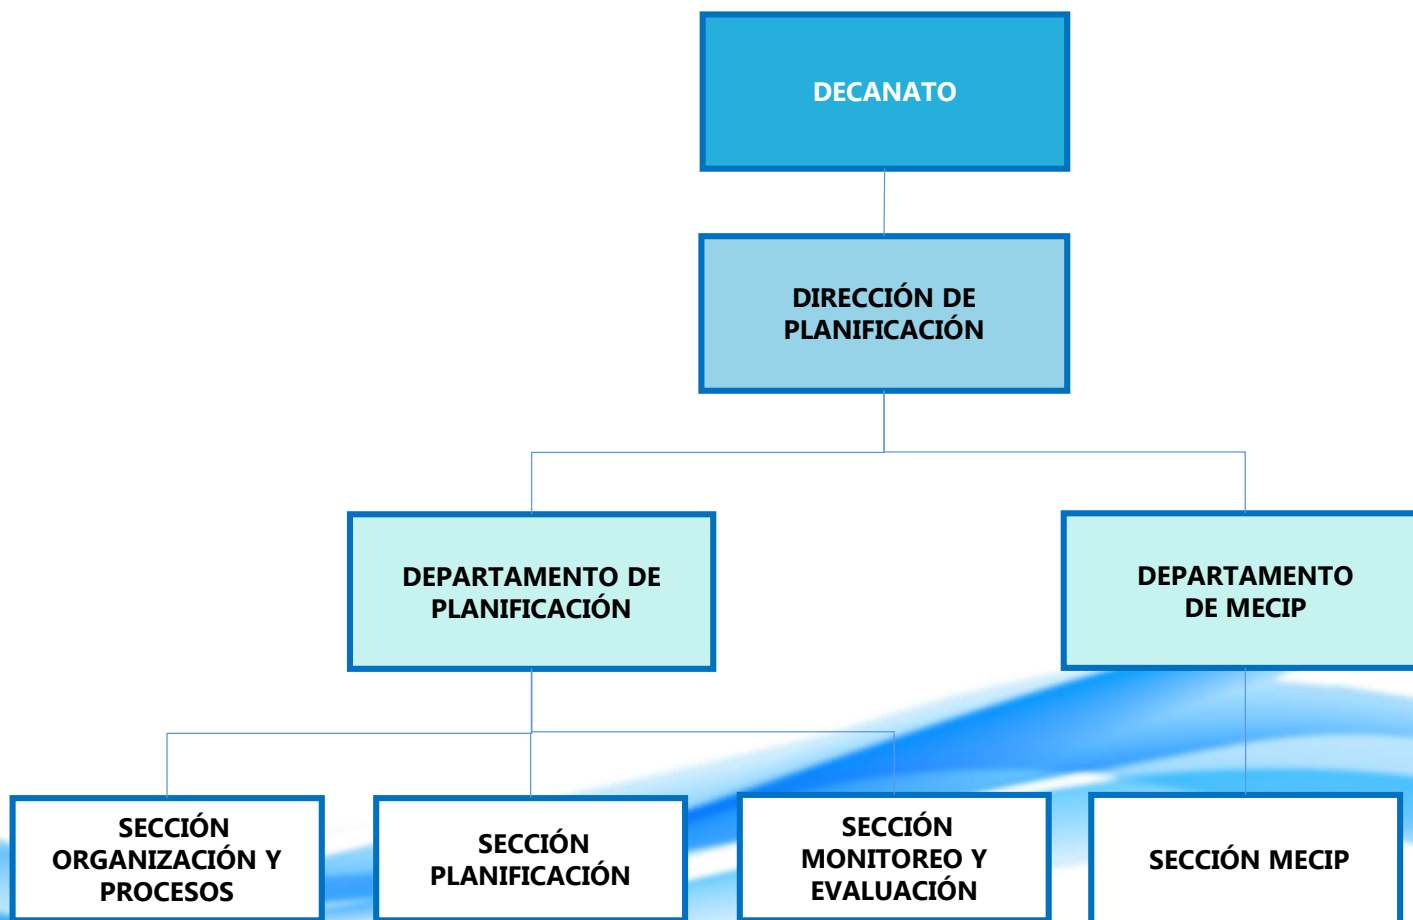 DECANATO
DIRECCIÓN DE
PLANIFICACIÓN
DEPARTAMENTO DE
PLANIFICACIÓN
DEPARTAMENTO
DE MECIP
SECCIÓN
ORGANIZACIÓN Y
PROCESOS
SECCIÓN
PLANIFICACIÓN
SECCIÓN
MONITOREO Y
EVALUACIÓN
SECCIÓN MECIP